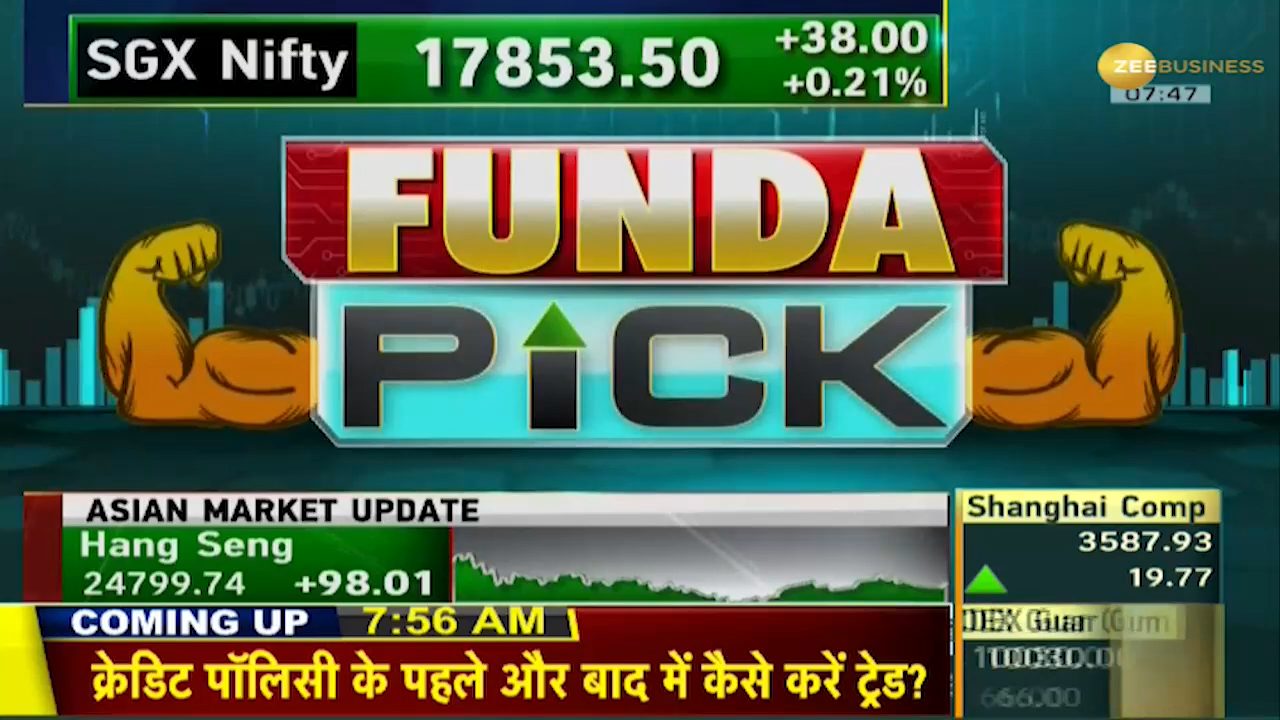 SGX Nifty
17853.50
+38.00
+0.21%
ZEEBUSINESS
07:47
FUNDA
PiCK
ASIAN MARKET UPDATE
Hang Seng
24799.74 +98.01
Shanghai Comp
3587.93
19.77
COMING UP 7:56 AM
क्रेडिट पॉलिसी के पहले और बाद में कैसे करें ट्रेड?